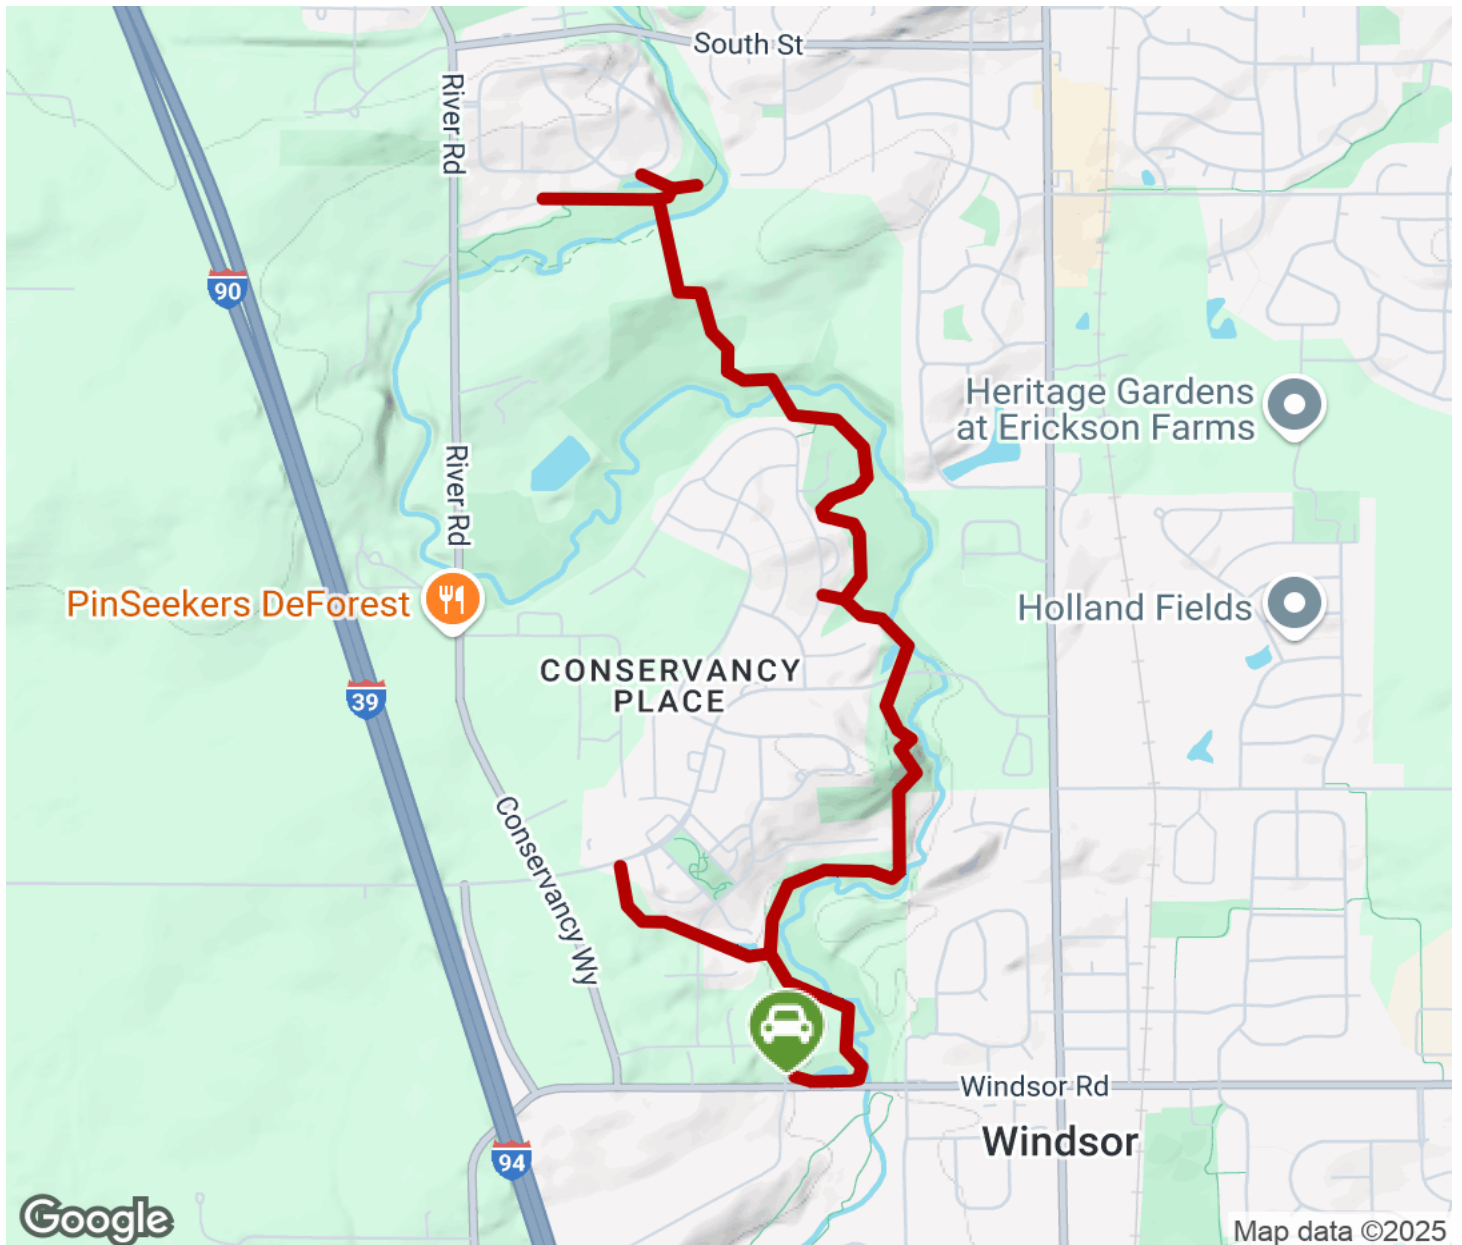 South St
River Rd
90
Heritage Gardens
at Erickson Farms
River Rd
PinSeekers DeForest
Holland Fields
CONSERVANCY
PLACE
39
Conservancy Wy
Windsor Rd
Windsor
94
Google
Map data ©2025